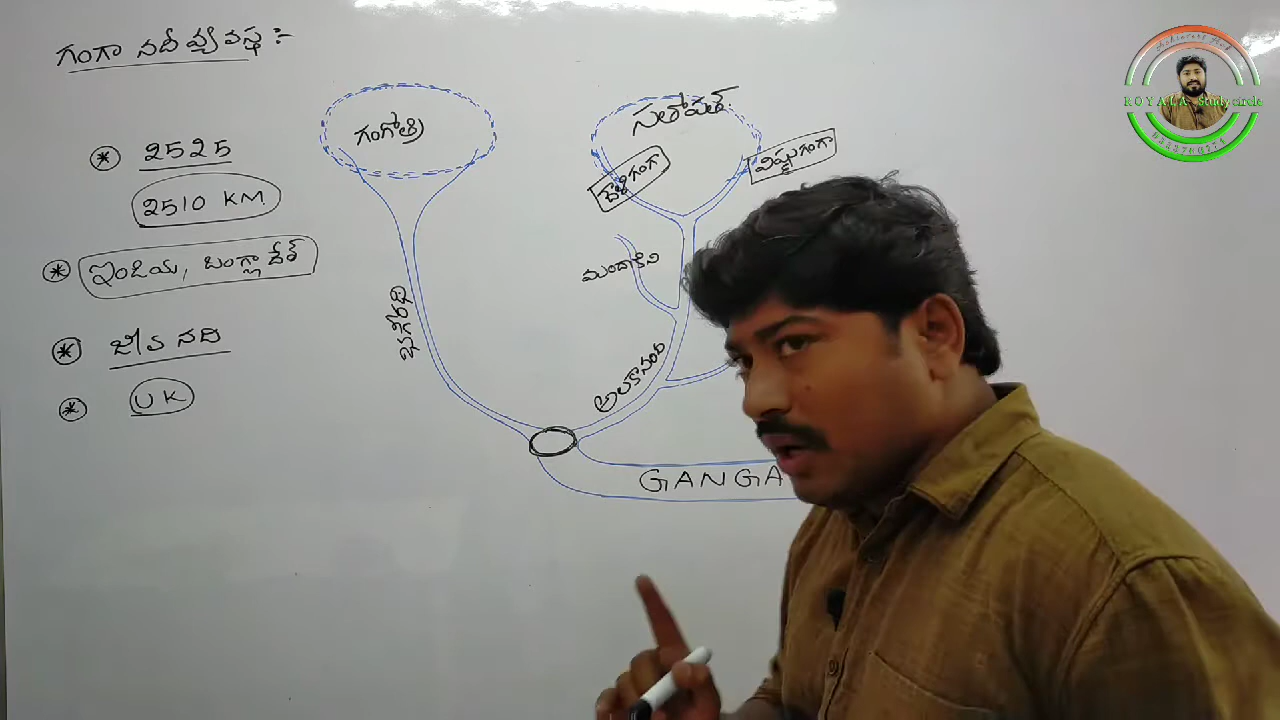 గంగా నదీ వ్యవస్థ :-
2525
2510 KM
ఇండియా, బంగ్లాదేశ్
జీవ నది
UK
గంగోత్రి
భగీరథి
సతోపత్
దౌళిగంగా
విష్ణుగంగా
మందాకిని
అలకానంద
GANGA
ROYALA Study circle